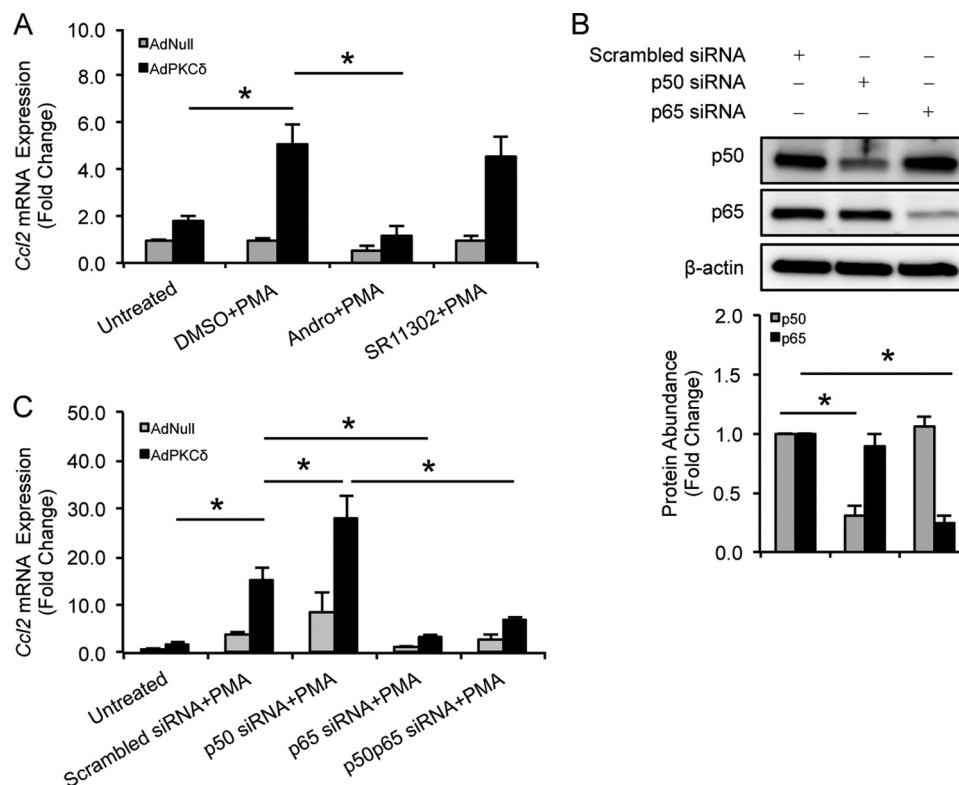 A
Ccl2 mRNA Expression
(Fold Change)
8.0
6.0
4.0
2.0
0.0
AdNull
AdPKCδ
*
*
Untreated
DMSO+PMA
Andro+PMA
SR11302+PMA
B
Scrambled siRNA + – –
p50 siRNA – + –
p65 siRNA – – +
p50
p65
β-actin
Protein Abundance
(Fold Change)
2.0
1.5
1.0
0.5
0.0
p50
p65
*
*
C
Ccl2 mRNA Expression
(Fold Change)
50.0
40.0
30.0
20.0
10.0
0.0
AdNull
AdPKCδ
*
*
*
*
Untreated
Scrambled siRNA+PMA
p50 siRNA+PMA
p65 siRNA+PMA
p50p65 siRNA+PMA